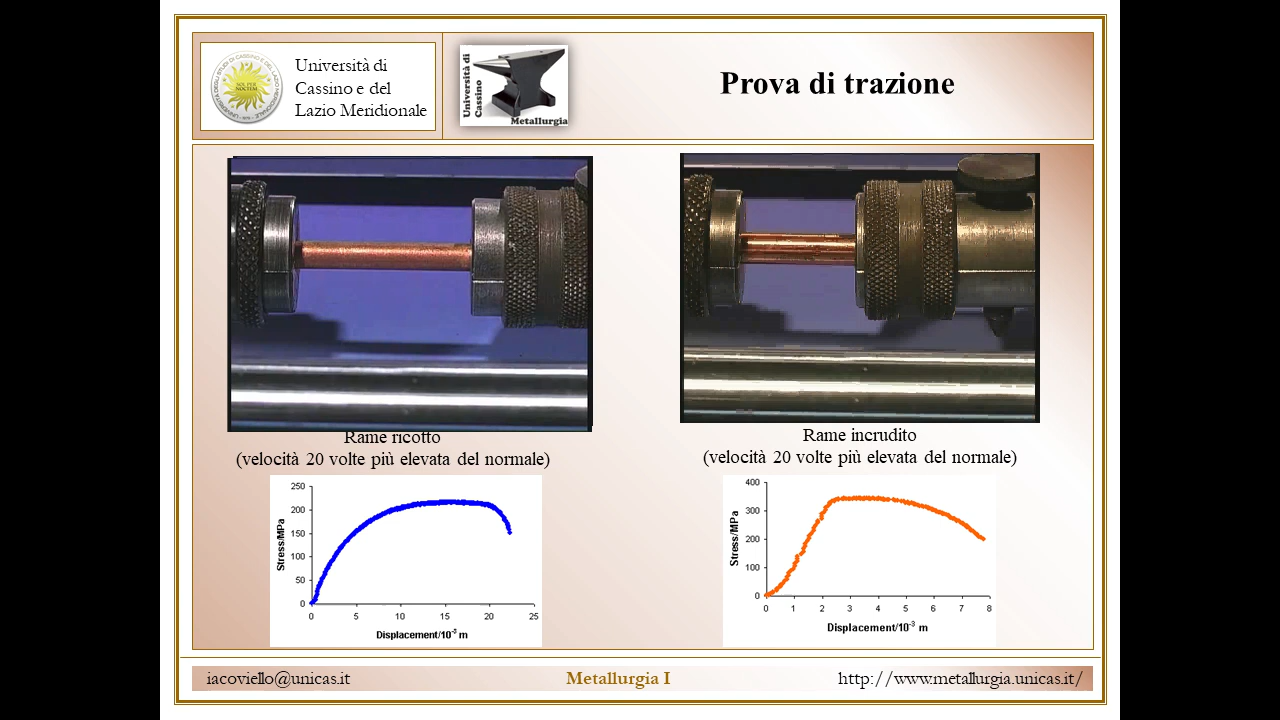 Università di
Cassino e del
Lazio Meridionale
Università di
Cassino
Metallurgia
Prova di trazione
Rame ricotto
(velocità 20 volte più elevata del normale)
Rame incrudito
(velocità 20 volte più elevata del normale)
Stress/MPa
250
200
150
100
50
0
0 5 10 15 20 25
Displacement/10⁻² m
Stress/MPa
400
300
200
100
0
0 1 2 3 4 5 6 7 8
Displacement/10⁻³ m
iacoviello@unicas.it
Metallurgia I
http://www.metallurgia.unicas.it/